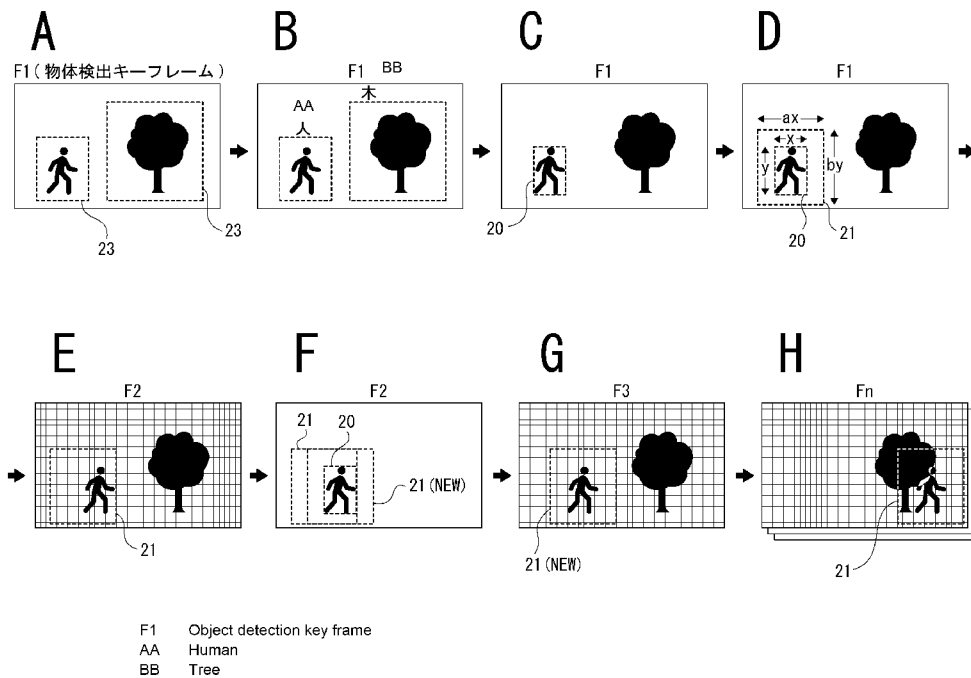 A
F1(物体検出キーフレーム)
23
23
B
F1 BB
木
AA
人
C
F1
20
D
F1
ax
x
y
by
20
21
E
F2
21
F
F2
21
20
21(NEW)
G
F3
21(NEW)
H
Fn
21
F1 Object detection key frame
AA Human
BB Tree